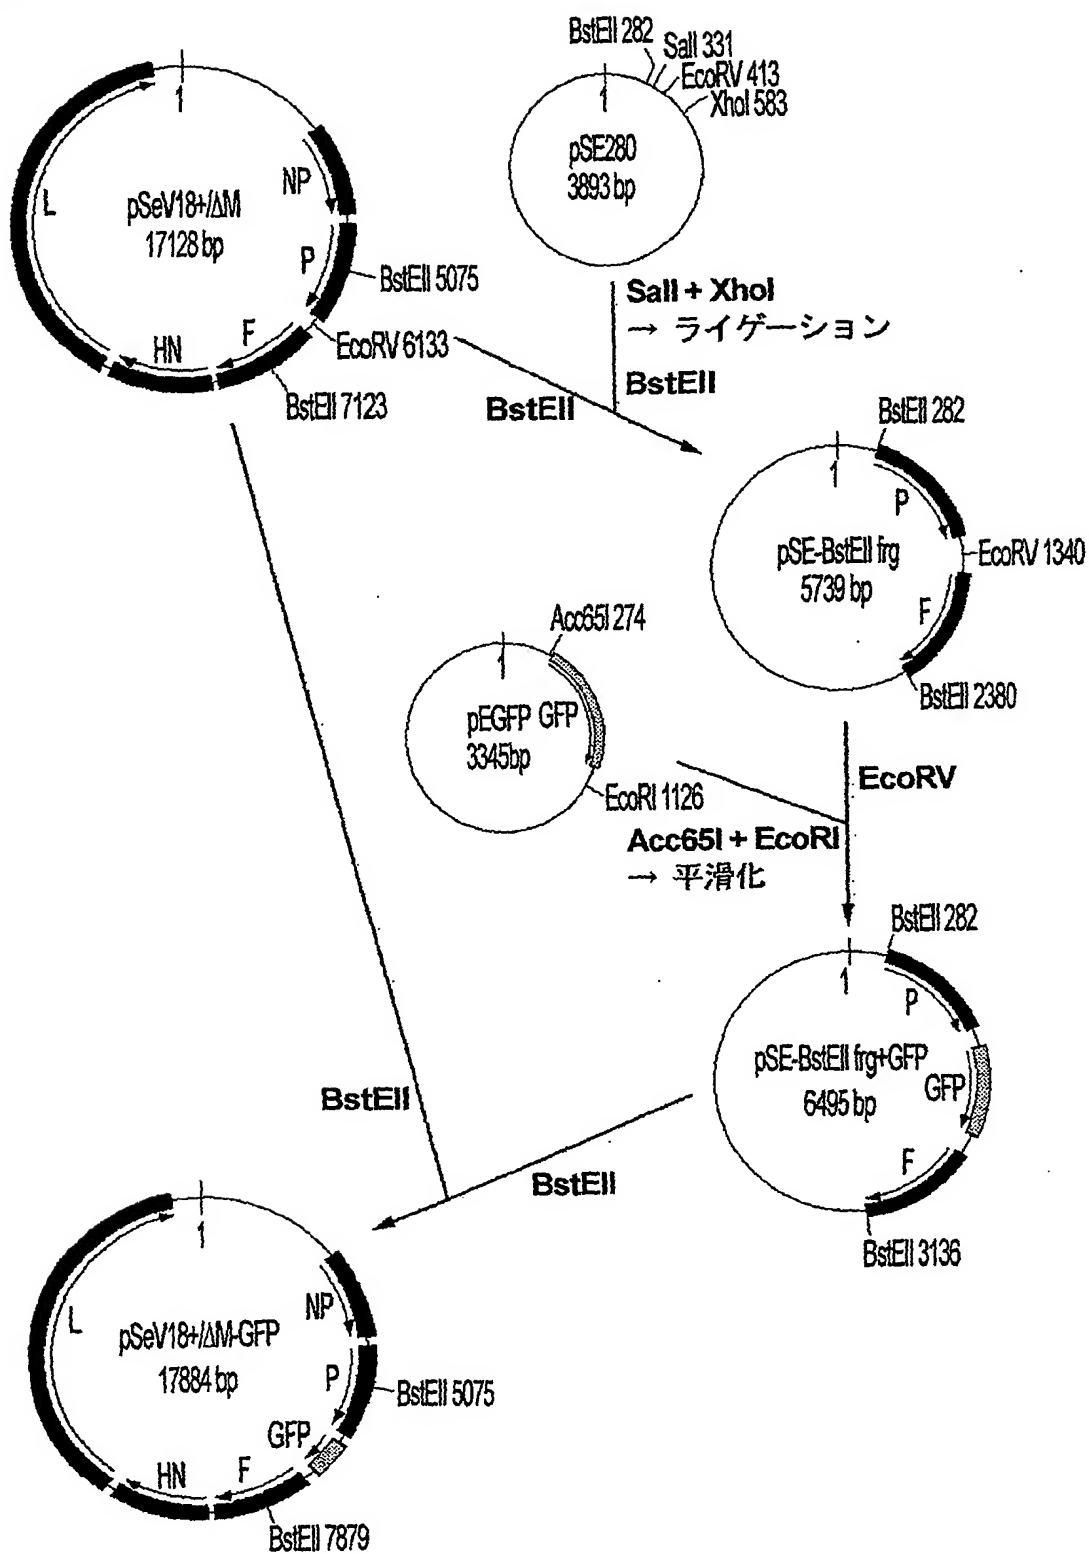 1
L
NP
pSeV18+/ΔM
17128 bp
P
BstEII 5075
EcoRV 6133
F
HN
BstEII 7123
BstEII 282
SalI 331
EcoRV 413
XhoI 583
1
pSE280
3893 bp
SalI + XhoI
→ ライゲーション
BstEII
BstEII
BstEII 282
1
P
pSE-BstEII frg
5739 bp
EcoRV 1340
F
BstEII 2380
Acc65I 274
1
pEGFP GFP
3345bp
EcoRI 1126
EcoRV
Acc65I + EcoRI
→ 平滑化
BstEII 282
1
P
pSE-BstEII frg+GFP
6495 bp
GFP
F
BstEII 3136
BstEII
BstEII
1
L
NP
pSeV18+/ΔM-GFP
17884 bp
P
BstEII 5075
GFP
F
HN
BstEII 7879